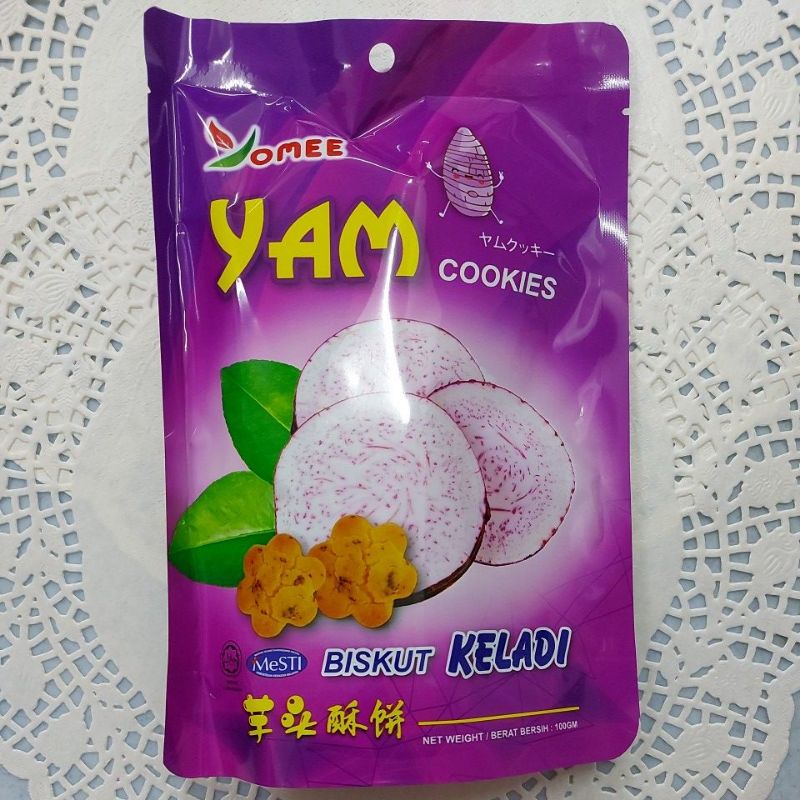 YOMEE
YAM
ヤムクッキー
COOKIES
MeSTI
BISKUT KELADI
芋头酥饼
NET WEIGHT / BERAT BERSIH : 100GM